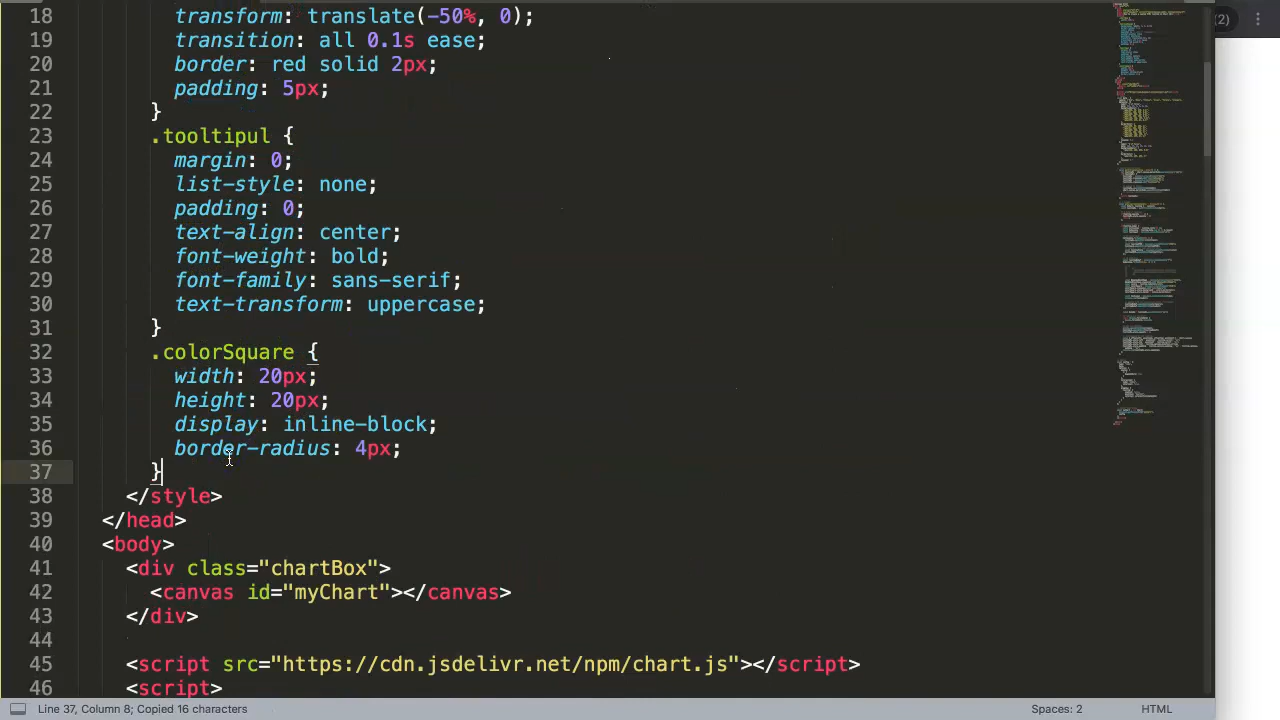 (2)
18 transform: translate(-50%, 0);
19 transition: all 0.1s ease;
20 border: red solid 2px;
21 padding: 5px;
22 }
23 .tooltipul {
24 margin: 0;
25 list-style: none;
26 padding: 0;
27 text-align: center;
28 font-weight: bold;
29 font-family: sans-serif;
30 text-transform: uppercase;
31 }
32 .colorSquare {
33 width: 20px;
34 height: 20px;
35 display: inline-block;
36 border-radius: 4px;
37 }
38 </style>
39 </head>
40 <body>
41 <div class="chartBox">
42 <canvas id="myChart"></canvas>
43 </div>
44
45 <script src="https://cdn.jsdelivr.net/npm/chart.js"></script>
46 <script>
Line 37, Column 8; Copied 16 characters
Spaces: 2
HTML